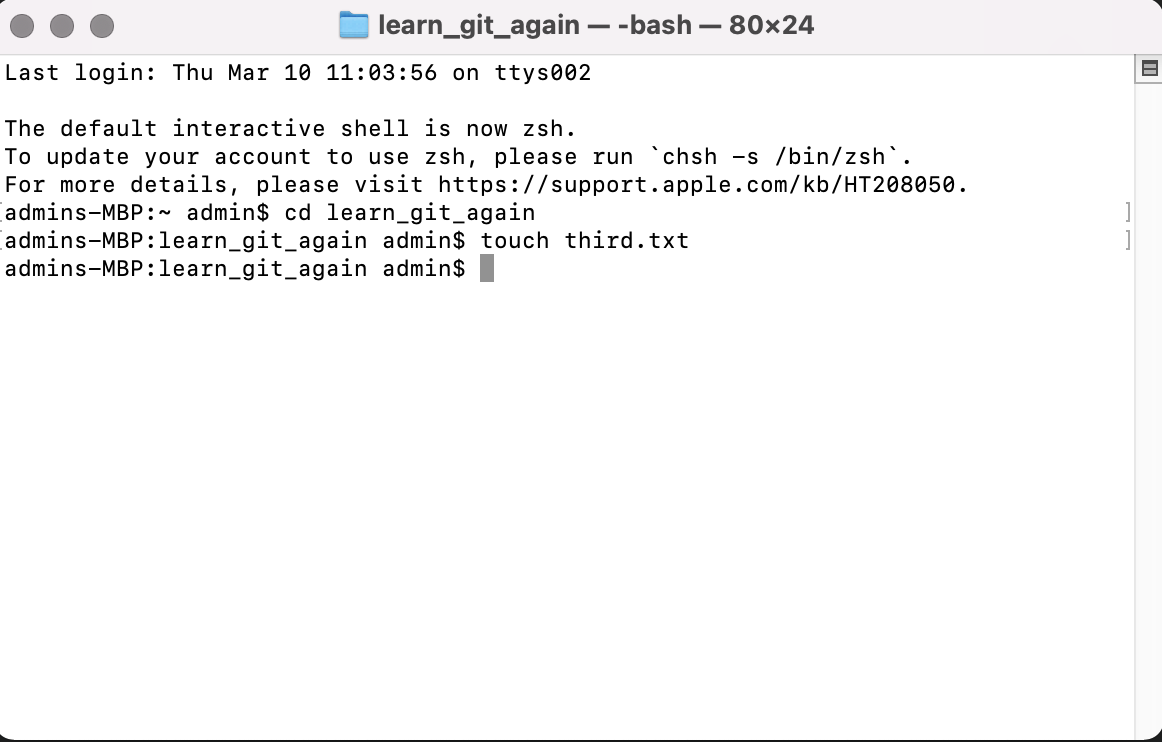 learn_git_again — -bash — 80×24
Last login: Thu Mar 10 11:03:56 on ttys002
The default interactive shell is now zsh.
To update your account to use zsh, please run `chsh -s /bin/zsh`.
For more details, please visit https://support.apple.com/kb/HT208050.
[admins-MBP:~ admin$ cd learn_git_again ]
[admins-MBP:learn_git_again admin$ touch third.txt ]
admins-MBP:learn_git_again admin$